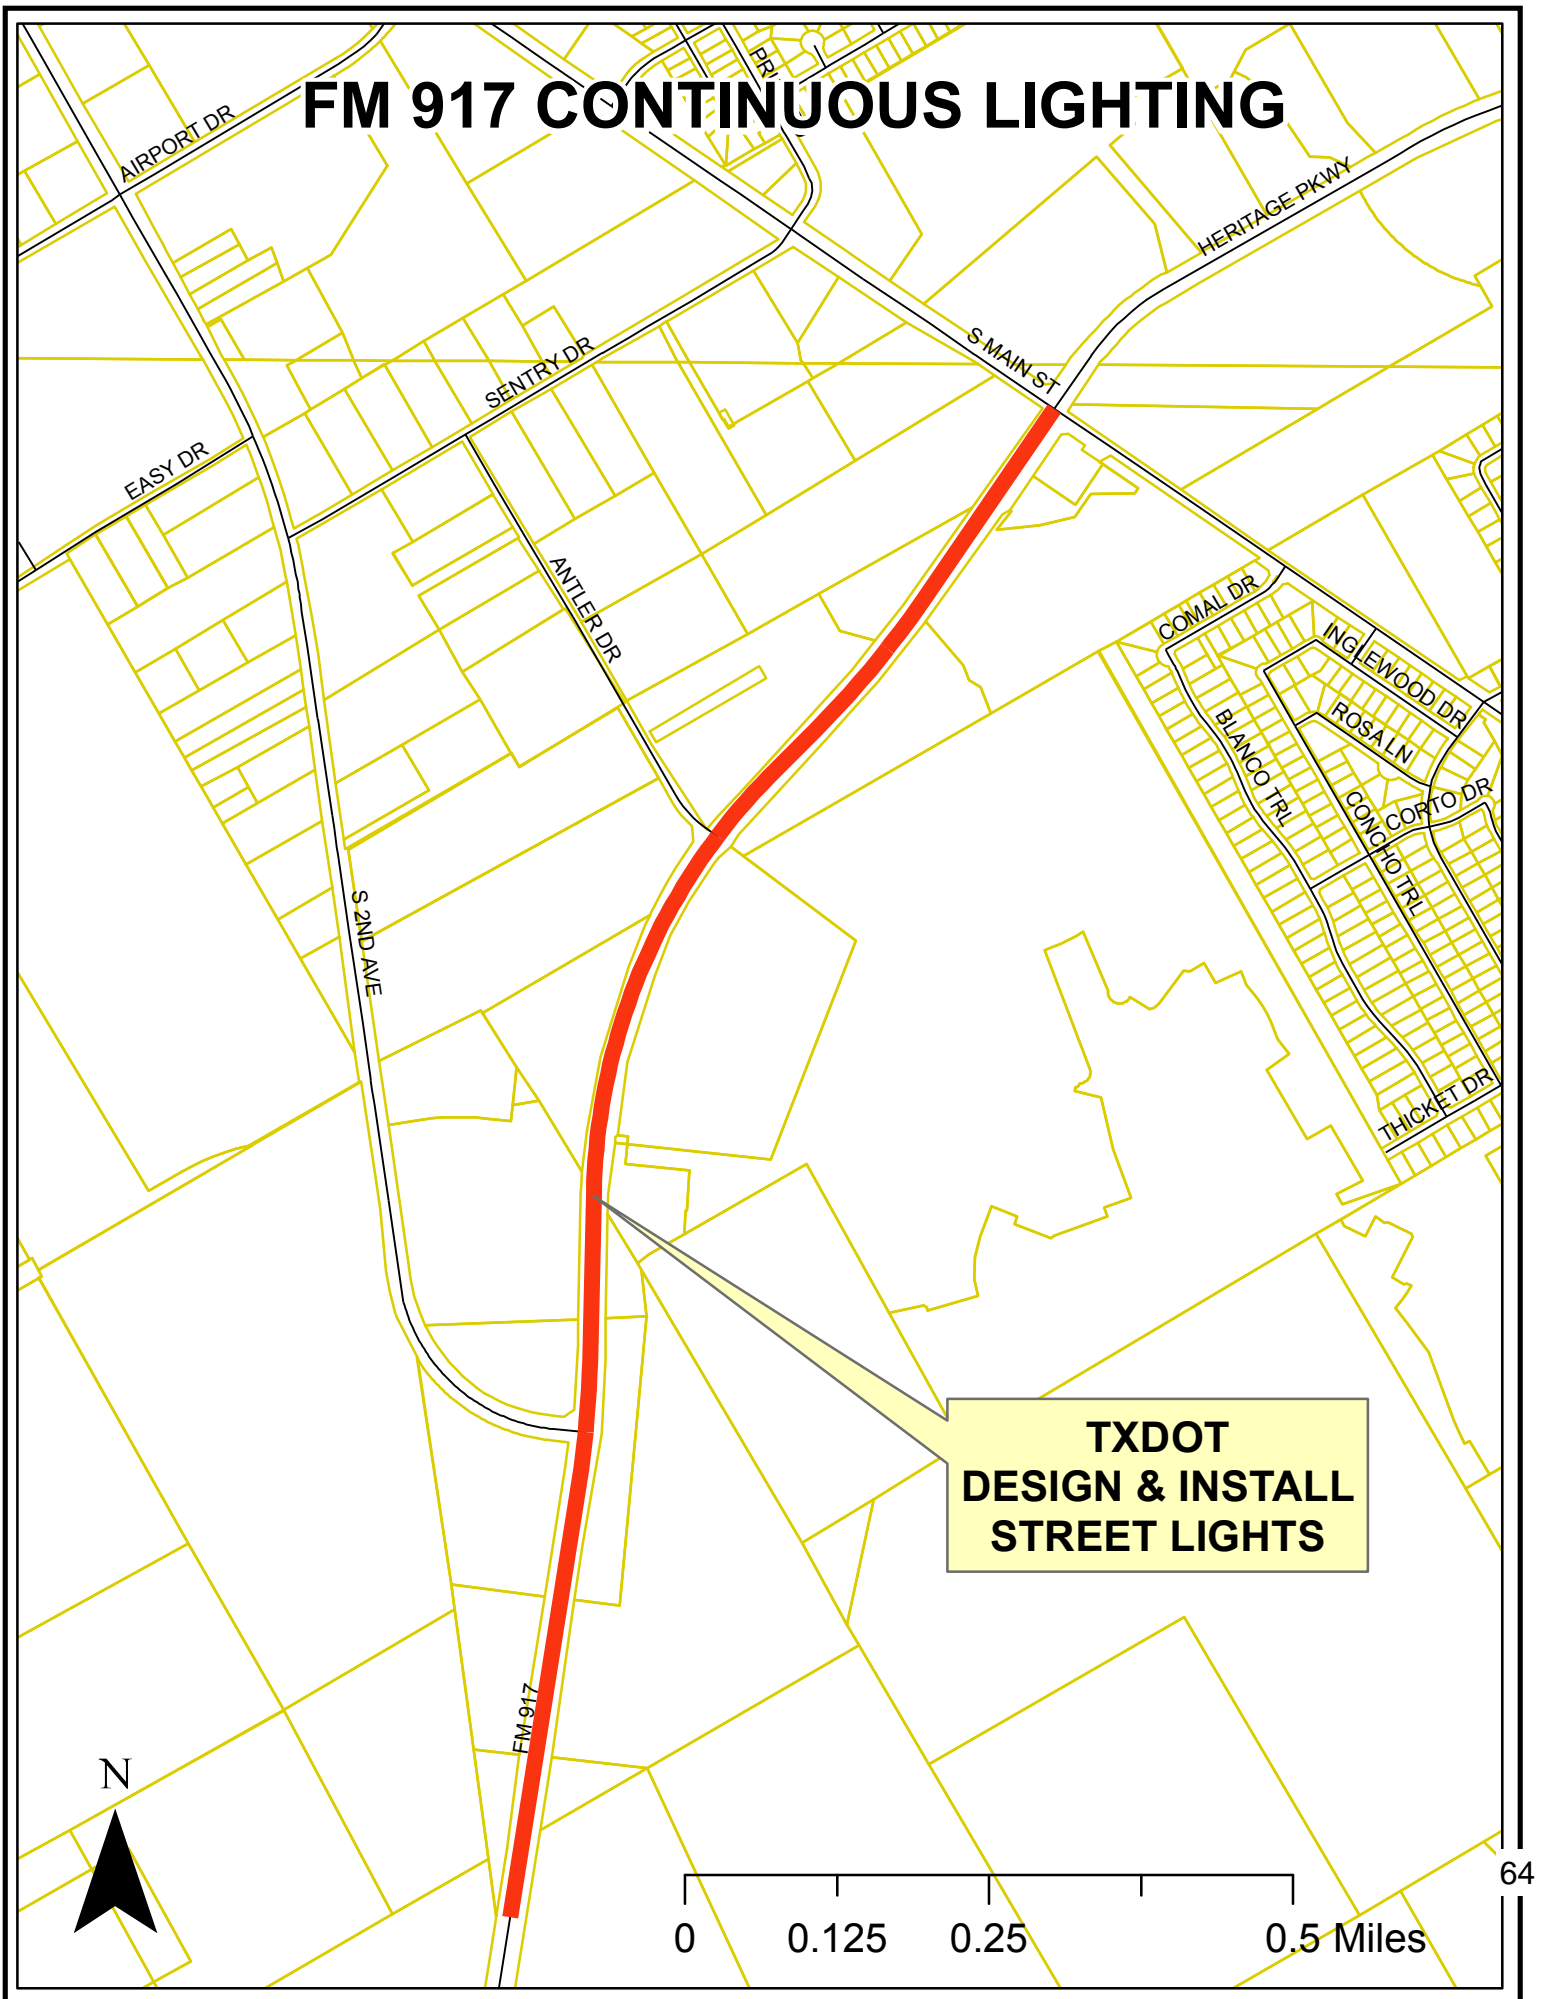 FM 917 CONTINUOUS LIGHTING
AIRPORT DR
HERITAGE PKWY
S MAIN ST
SENTRY DR
EASY DR
ANTLER DR
COMAL DR
INGLEWOOD DR
ROSA LN
BLANCO TRL
CORTO DR
CONCHO TRL
S 2ND AVE
THICKET DR
TXDOT
DESIGN & INSTALL
STREET LIGHTS
FM 917
N
64
0 0.125 0.25 0.5 Miles